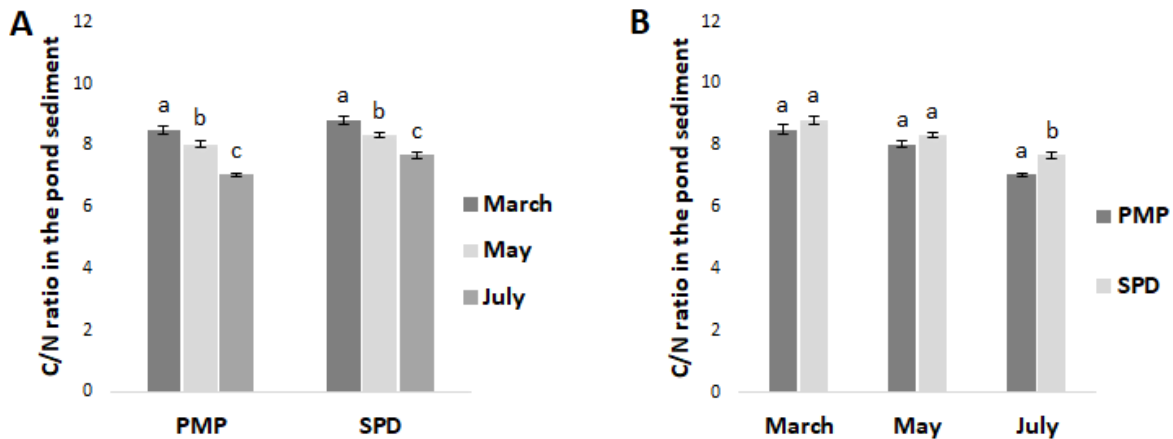 A
C/N ratio in the pond sediment
12
10
8
6
4
2
0
a
b
c
a
b
c
PMP
SPD
March
May
July
B
C/N ratio in the pond sediment
12
10
8
6
4
2
0
a
a
a
a
a
b
March
May
July
PMP
SPD